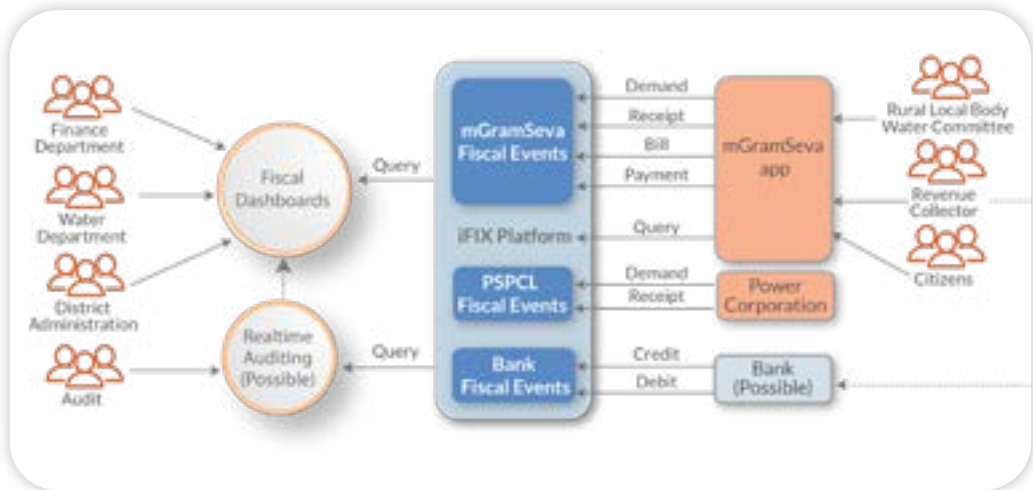 Finance
Department
Water
Department
District
Administration
Audit
Fiscal
Dashboards
Realtime
Auditing
(Possible)
Query
Query
mGramSeva
Fiscal Events
iFIX Platform
PSPCL
Fiscal Events
Bank
Fiscal Events
Demand
Receipt
Bill
Payment
Query
Demand
Receipt
Credit
Debit
mGramSeva
app
Power
Corporation
Bank
(Possible)
Rural Local Body
Water Committee
Revenue
Collector
Citizens